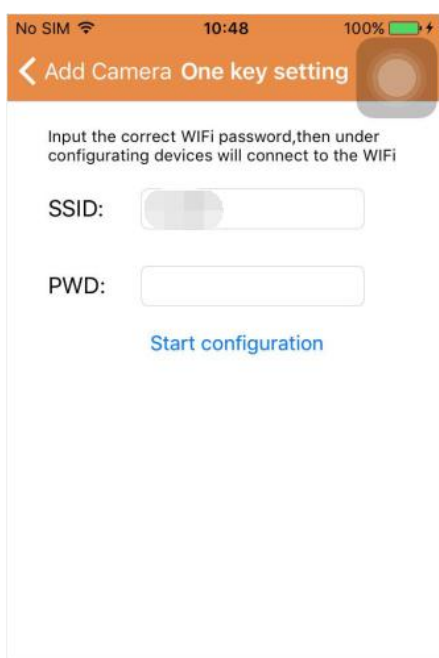 No SIM 10:48 100%
Add Camera One key setting
Input the correct WIFi password,then under
configurating devices will connect to the WIFi
SSID:
PWD:
Start configuration